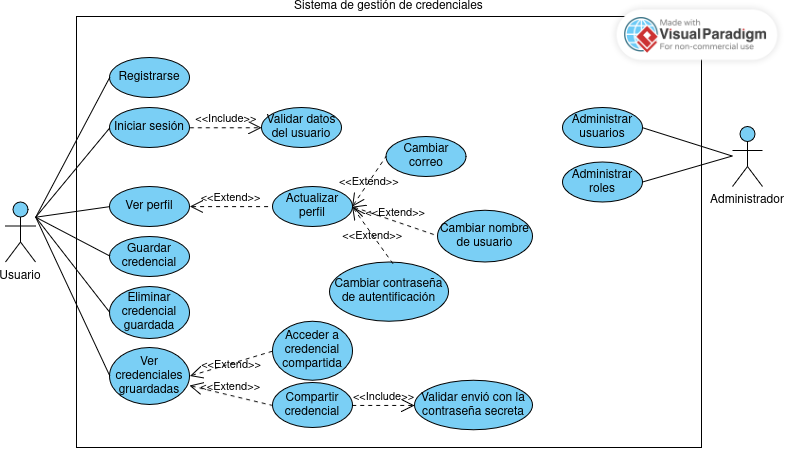 Sistema de gestión de credenciales
Made with
Visual Paradigm
For non-commercial use
Registrarse
Iniciar sesión
<<Include>>
Validar datos
del usuario
Administrar
usuarios
Cambiar
correo
Administrar
roles
Administrador
<<Extend>>
Ver perfil
<<Extend>>
Actualizar
perfil
<<Extend>>
Cambiar nombre
de usuario
<<Extend>>
Usuario
Guardar
credencial
Cambiar contraseña
de autentificación
Eliminar
credencial
guardada
Ver
credenciales
gruardadas
<<Extend>>
Acceder a
credencial
compartida
<<Extend>>
Compartir
credencial
<<Include>>
Validar envió con la
contraseña secreta